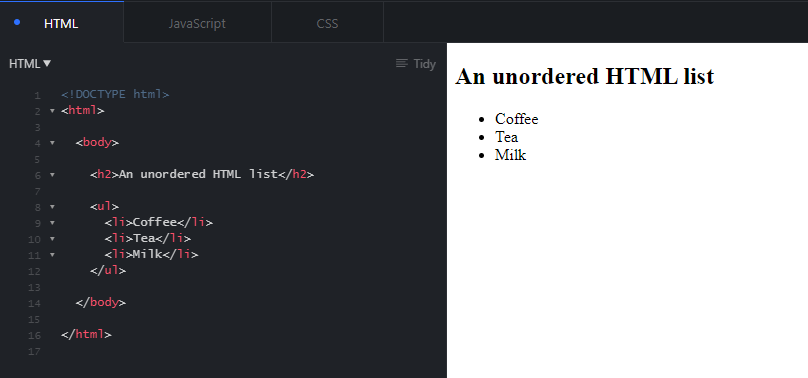 HTML JavaScript CSS
HTML ▼ Tidy
1 <!DOCTYPE html>
2 ▾ <html>
3
4 ▾ <body>
5
6 ▾ <h2>An unordered HTML list</h2>
7
8 ▾ <ul>
9 ▾ <li>Coffee</li>
10 ▾ <li>Tea</li>
11 ▾ <li>Milk</li>
12 </ul>
13
14 </body>
15
16 </html>
17
An unordered HTML list
• Coffee
• Tea
• Milk